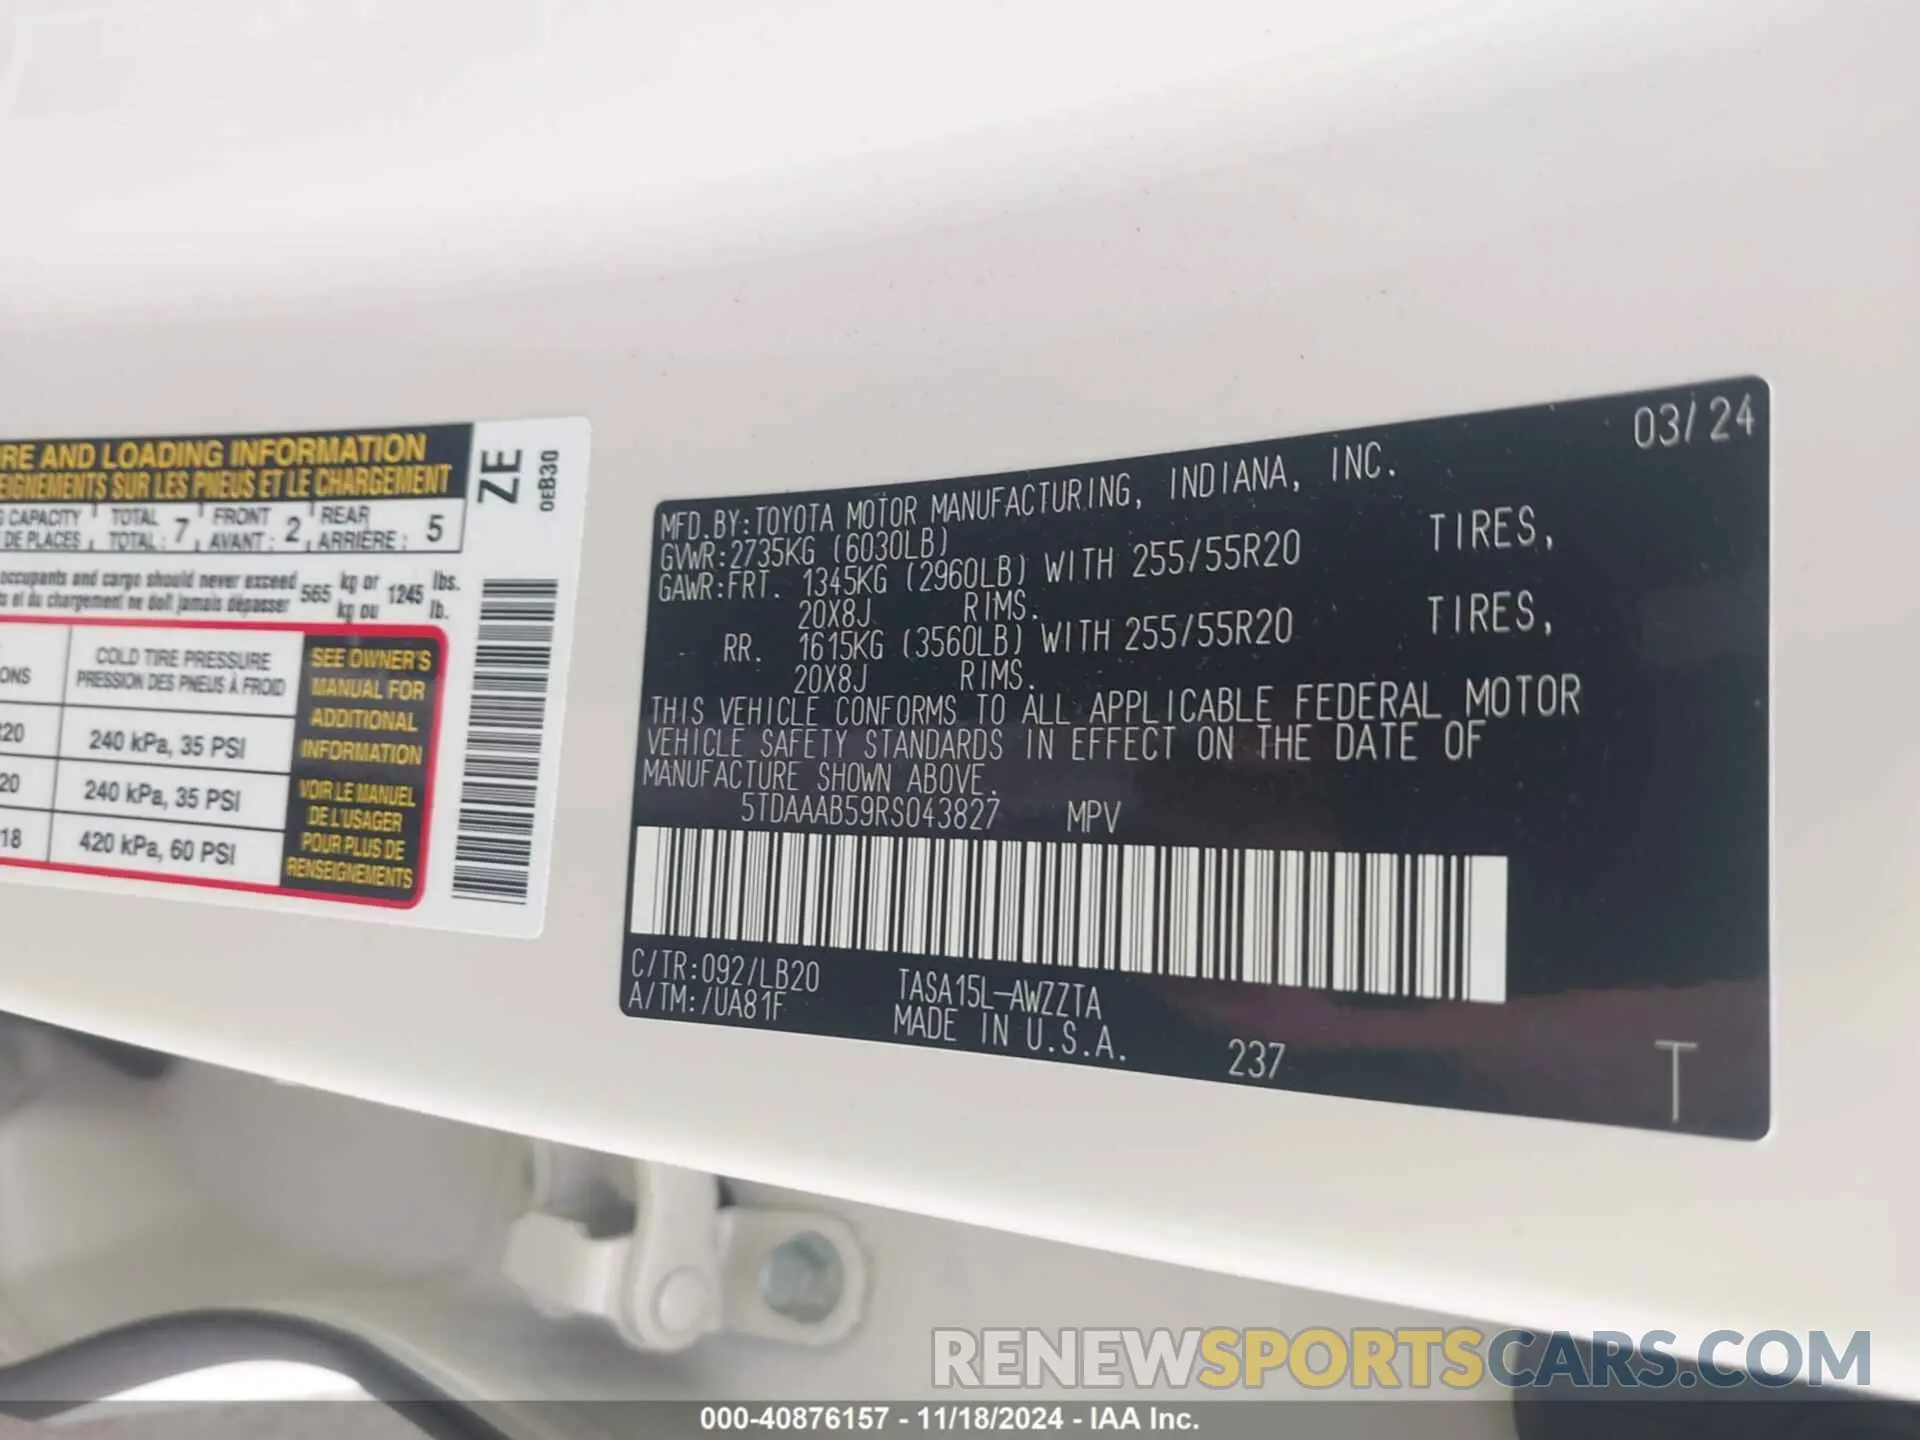 RE AND LOADING INFORMATION
EIGNEMENTS SUR LES PNEUS ET LE CHARGEMENT
CAPACITY TOTAL 7 FRONT 2 REAR 5
DE PLACES TOTAL: AVANT: ARRIÈRE:
occupants and cargo should never exceed 565 kg or 1245 lbs.
et du chargement ne doit jamais dépasser kg ou lb.
ONS
COLD TIRE PRESSURE
PRESSION DES PNEUS À FROID
20 240 kPa, 35 PSI
20 240 kPa, 35 PSI
18 420 kPa, 60 PSI
SEE OWNER'S
MANUAL FOR
ADDITIONAL
INFORMATION
VOIR LE MANUEL
DE L'USAGER
POUR PLUS DE
RENSEIGNEMENTS
ZE
0EB30
03/24
MFD.BY:TOYOTA MOTOR MANUFACTURING, INDIANA, INC.
GVWR:2735KG (6030LB)
GAWR:FRT. 1345KG (2960LB) WITH 255/55R20 TIRES,
20X8J RIMS.
RR. 1615KG (3560LB) WITH 255/55R20 TIRES,
20X8J RIMS.
THIS VEHICLE CONFORMS TO ALL APPLICABLE FEDERAL MOTOR
VEHICLE SAFETY STANDARDS IN EFFECT ON THE DATE OF
MANUFACTURE SHOWN ABOVE.
5TDAAAB59RS043827 MPV
C/TR:092/LB20 TASA15L-AWZZTA
A/TM:/UA81F MADE IN U.S.A.
237
T
RENEWSPORTSCARS.COM
000-40876157 - 11/18/2024 - IAA Inc.